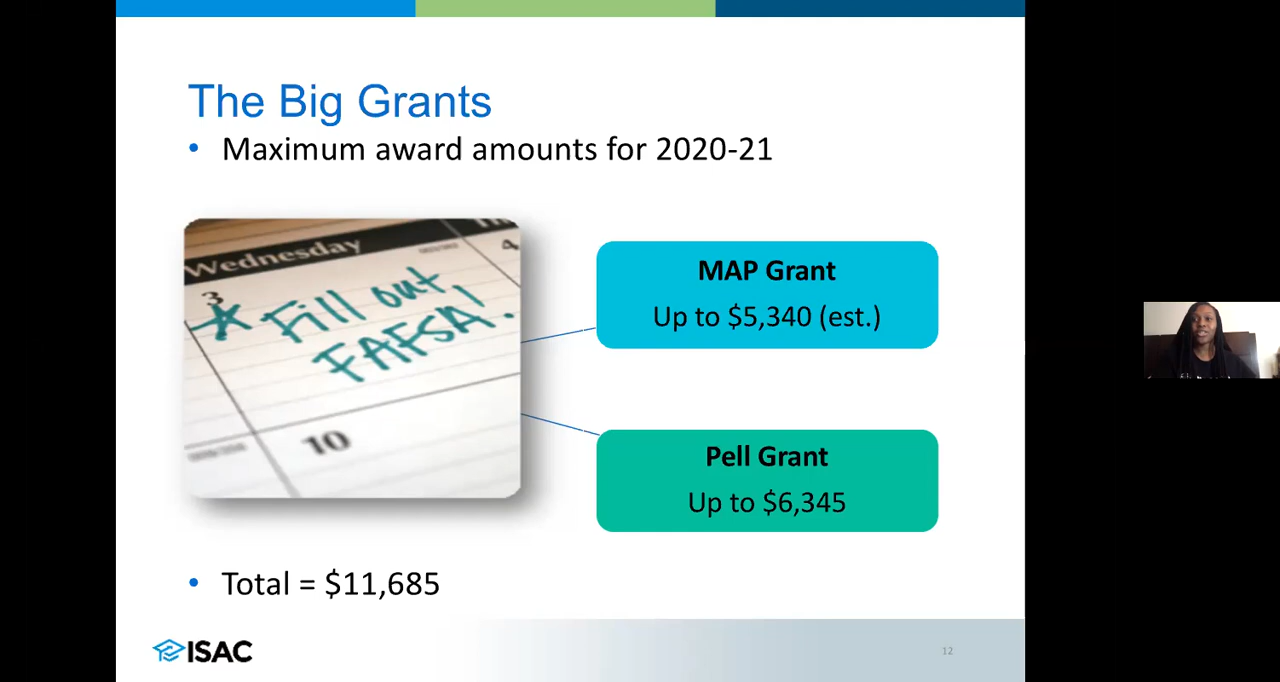 The Big Grants
• Maximum award amounts for 2020-21
Wednesday
3
4
Fill out
FAFSA!
10
MAP Grant
Up to $5,340 (est.)
Pell Grant
Up to $6,345
• Total = $11,685
ISAC
12